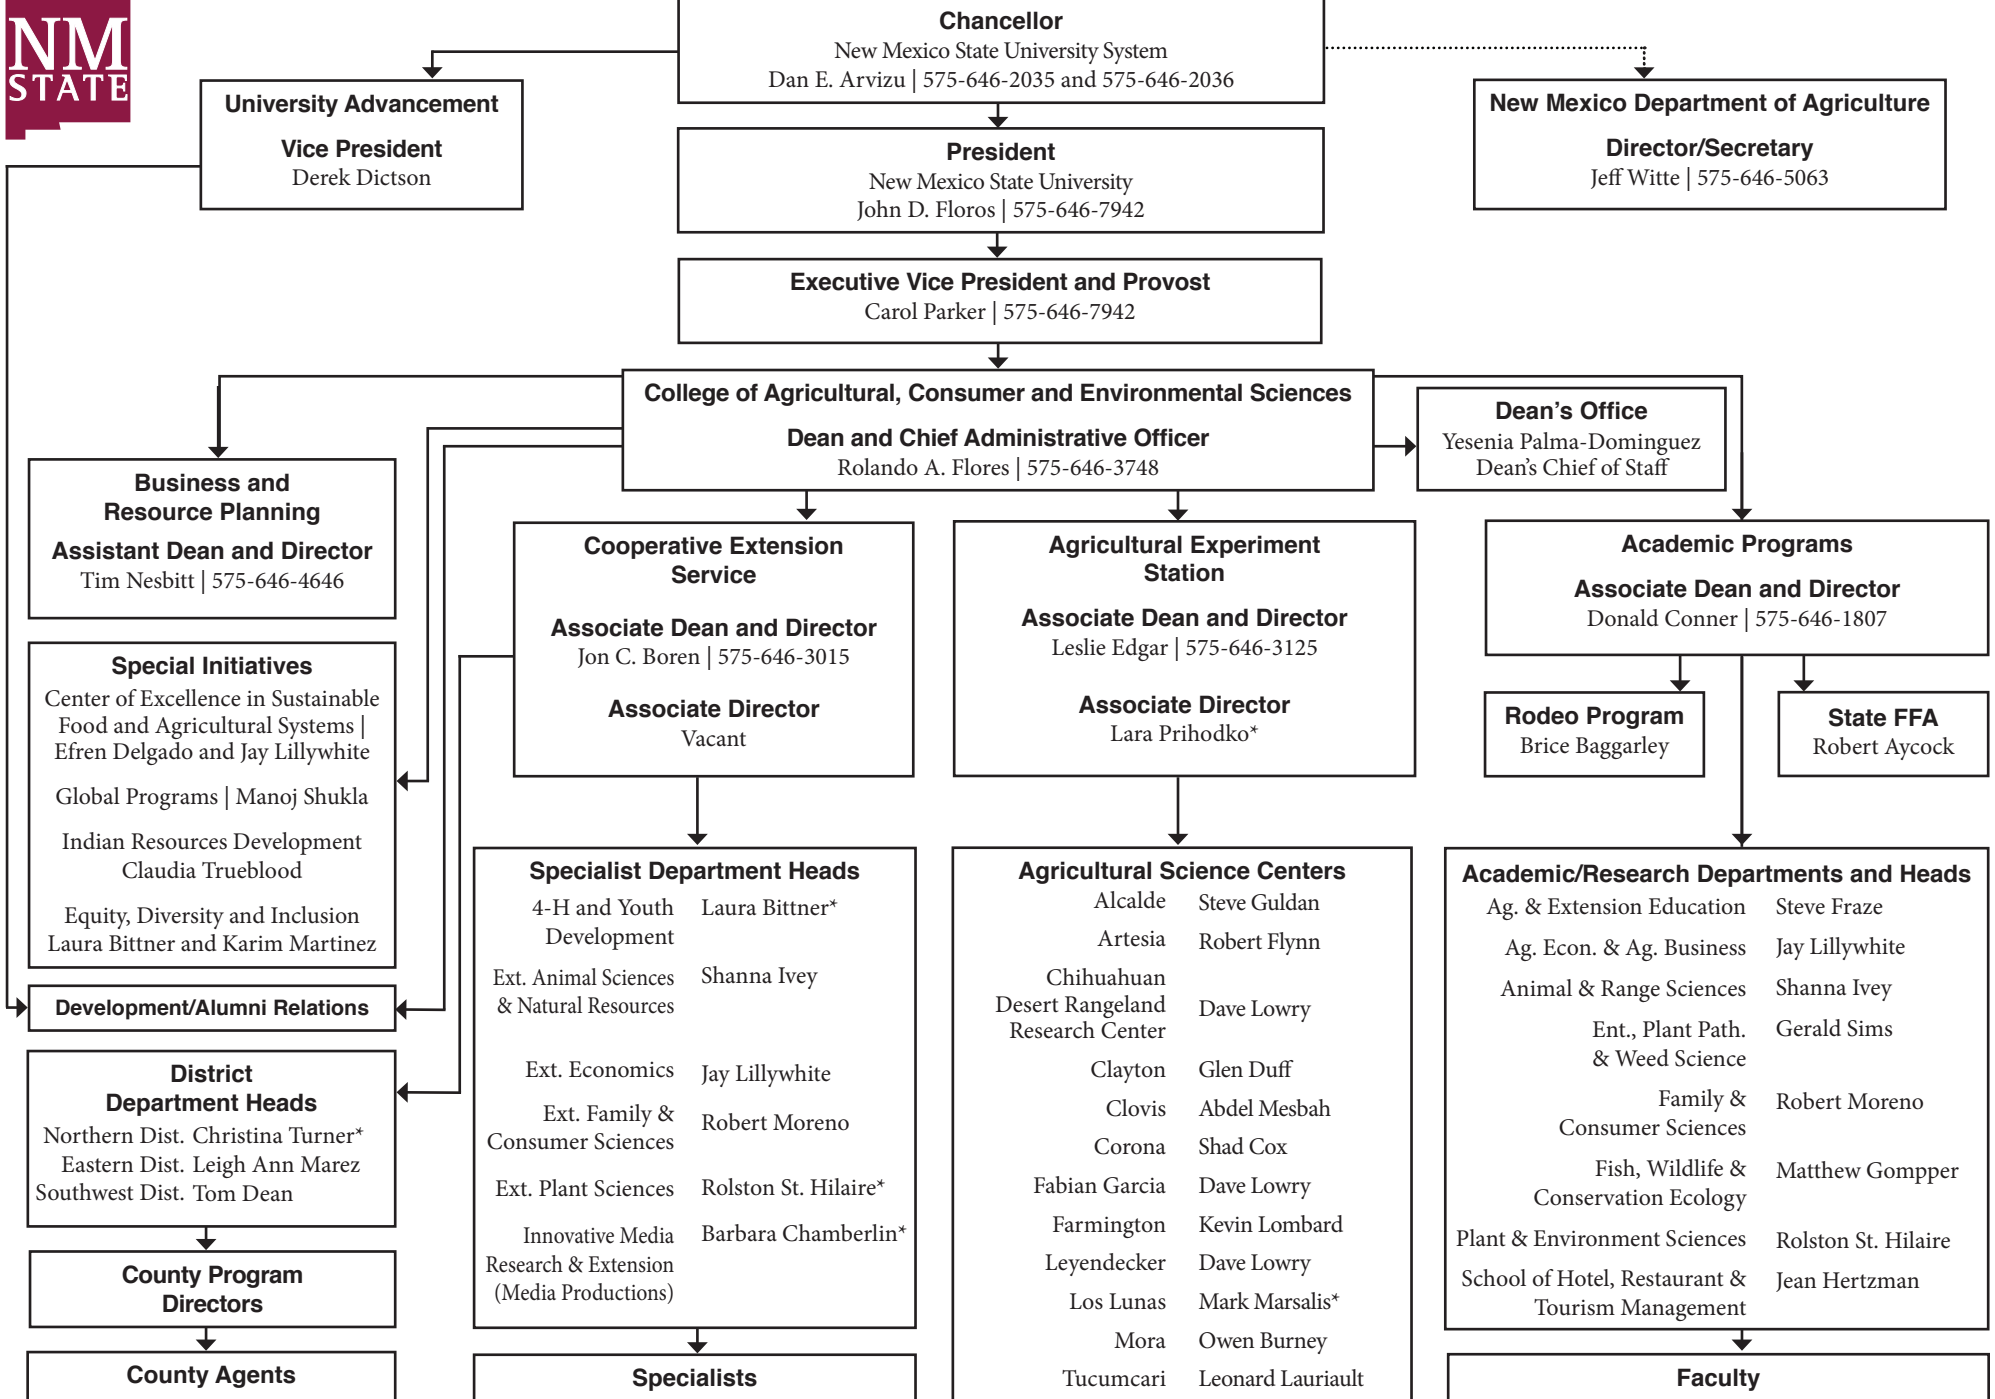 NM
STATE
Chancellor
New Mexico State University System
Dan E. Arvizu | 575-646-2035 and 575-646-2036
University Advancement
Vice President
Derek Dictson
New Mexico Department of Agriculture
Director/Secretary
Jeff Witte | 575-646-5063
President
New Mexico State University
John D. Floros | 575-646-7942
Executive Vice President and Provost
Carol Parker | 575-646-7942
College of Agricultural, Consumer and Environmental Sciences
Dean and Chief Administrative Officer
Rolando A. Flores | 575-646-3748
Dean’s Office
Yesenia Palma-Dominguez
Dean’s Chief of Staff
Business and
Resource Planning
Assistant Dean and Director
Tim Nesbitt | 575-646-4646
Cooperative Extension
Service
Associate Dean and Director
Jon C. Boren | 575-646-3015
Associate Director
Vacant
Agricultural Experiment
Station
Associate Dean and Director
Leslie Edgar | 575-646-3125
Associate Director
Lara Prihodko*
Academic Programs
Associate Dean and Director
Donald Conner | 575-646-1807
Rodeo Program
Brice Baggarley
State FFA
Robert Aycock
Special Initiatives
Center of Excellence in Sustainable
Food and Agricultural Systems |
Efren Delgado and Jay Lillywhite
Global Programs | Manoj Shukla
Indian Resources Development
Claudia Trueblood
Equity, Diversity and Inclusion
Laura Bittner and Karim Martinez
Development/Alumni Relations
District
Department Heads
Northern Dist. Christina Turner*
Eastern Dist. Leigh Ann Marez
Southwest Dist. Tom Dean
County Program
Directors
County Agents
Specialist Department Heads
4-H and Youth Laura Bittner*
Development
Ext. Animal Sciences Shanna Ivey
& Natural Resources
Ext. Economics Jay Lillywhite
Ext. Family &
Consumer Sciences Robert Moreno
Ext. Plant Sciences Rolston St. Hilaire*
Innovative Media Barbara Chamberlin*
Research & Extension
(Media Productions)
Specialists
Agricultural Science Centers
Alcalde Steve Guldan
Artesia Robert Flynn
Chihuahuan
Desert Rangeland Dave Lowry
Research Center
Clayton Glen Duff
Clovis Abdel Mesbah
Corona Shad Cox
Fabian Garcia Dave Lowry
Farmington Kevin Lombard
Leyendecker Dave Lowry
Los Lunas Mark Marsalis*
Mora Owen Burney
Tucumcari Leonard Lauriault
Academic/Research Departments and Heads
Ag. & Extension Education Steve Fraze
Ag. Econ. & Ag. Business Jay Lillywhite
Animal & Range Sciences Shanna Ivey
Ent., Plant Path. Gerald Sims
& Weed Science
Family & Robert Moreno
Consumer Sciences
Fish, Wildlife & Matthew Gompper
Conservation Ecology
Plant & Environment Sciences Rolston St. Hilaire
School of Hotel, Restaurant & Jean Hertzman
Tourism Management
Faculty